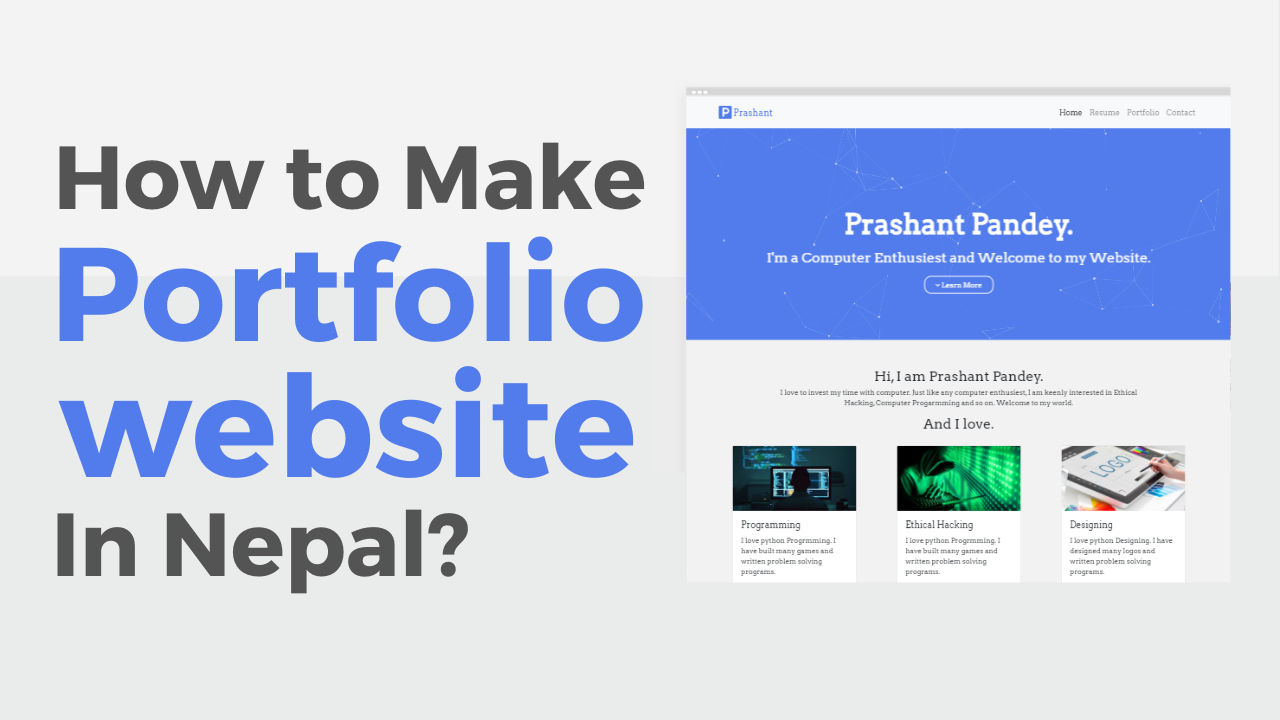 How to Make
Portfolio
website
In Nepal?
P Prashant
Home Resume Portfolio Contact
Prashant Pandey.
I'm a Computer Enthusiest and Welcome to my Website.
Learn More
Hi, I am Prashant Pandey.
I love to invest my time with computer. Just like any computer enthusiast, I am keenly interested in Ethical
Hacking, Computer Progarmming and so on. Welcome to my world.
And I love.
LOGO
Programming
I love python Progrmming. I
have built many games and
written problem solving
programs.
Ethical Hacking
I love python Progrmming. I
have built many games and
written problem solving
programs.
Designing
I love python Designing. I have
designed many logos and
written problem solving
programs.